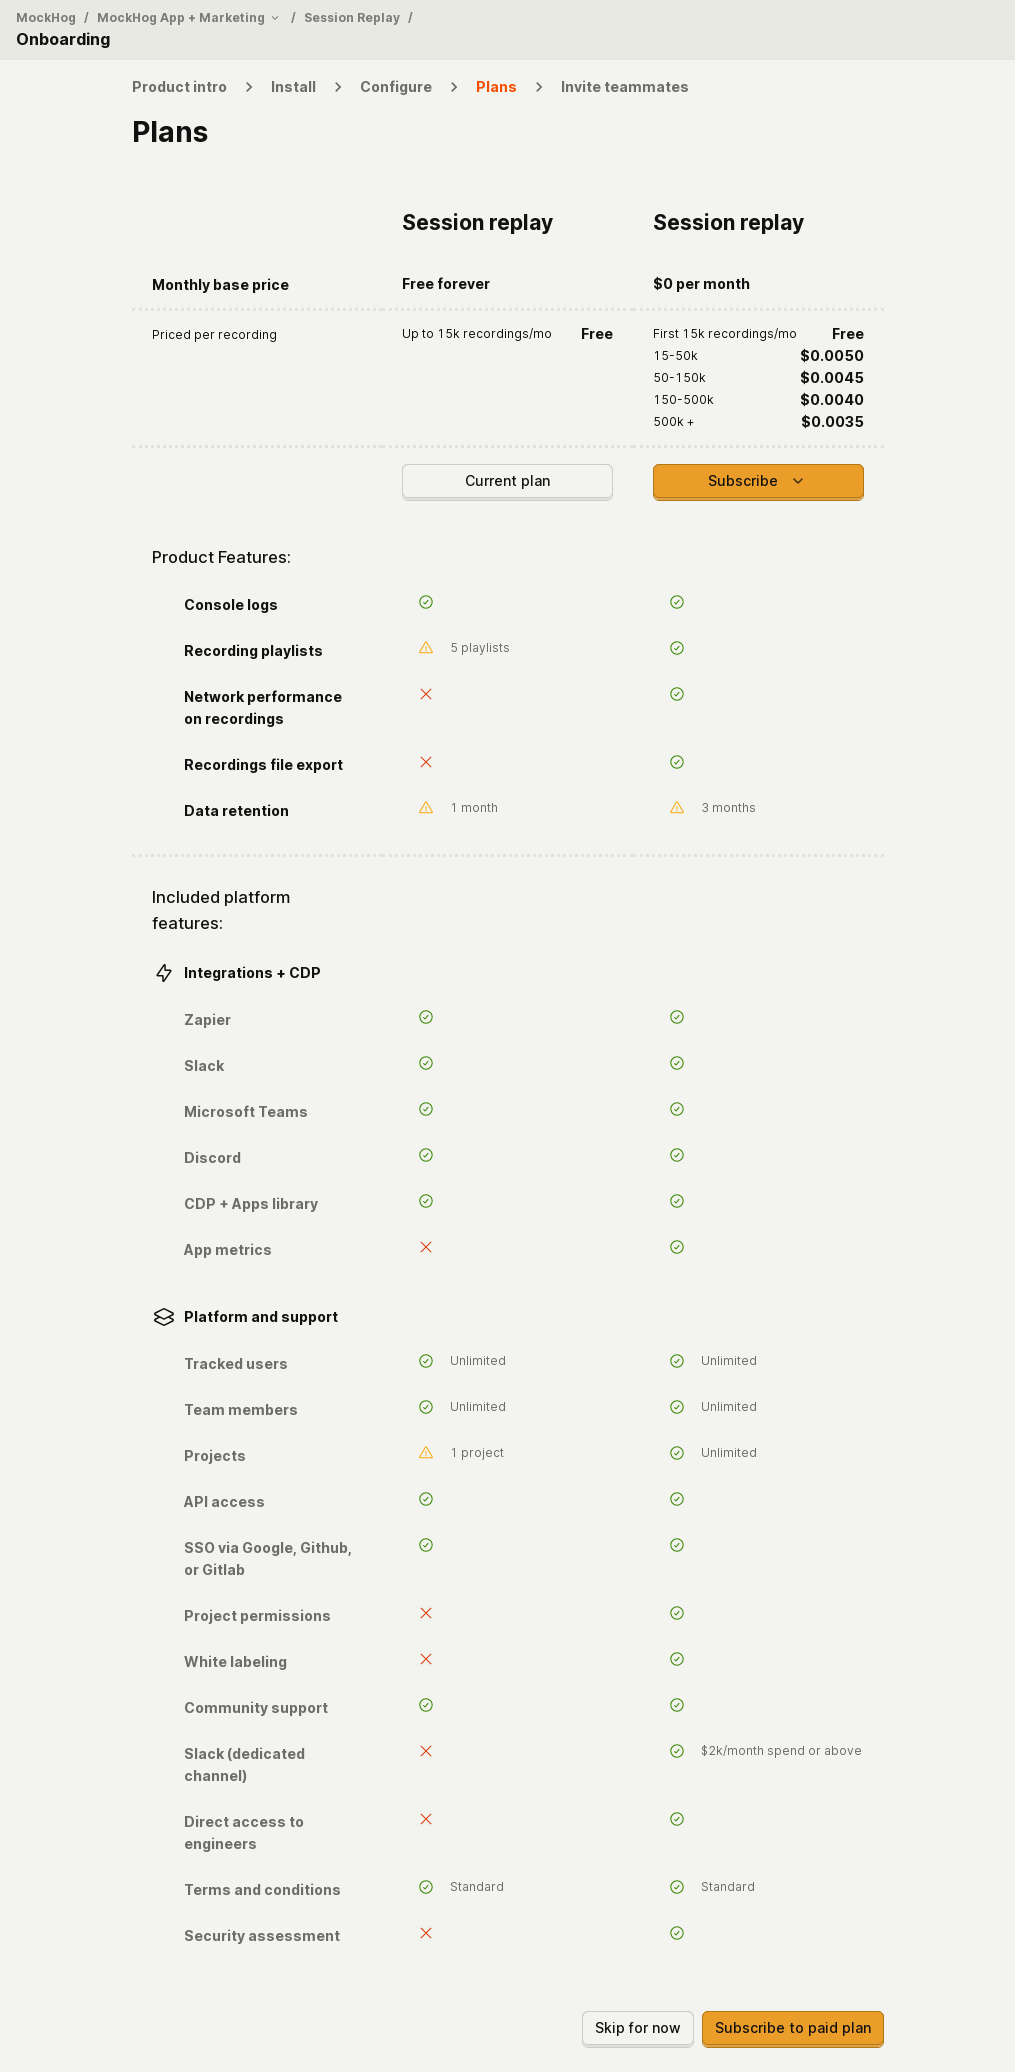 MockHog / MockHog App + Marketing / Session Replay /
Onboarding
Product intro > Install > Configure > Plans > Invite teammates
Plans
Session replay Session replay
Monthly base price Free forever $0 per month
Priced per recording Up to 15k recordings/mo Free First 15k recordings/mo Free
15-50k $0.0050
50-150k $0.0045
150-500k $0.0040
500k + $0.0035
Current plan Subscribe
Product Features:
Console logs
Recording playlists 5 playlists
Network performance
on recordings
Recordings file export
Data retention 1 month 3 months
Included platform
features:
Integrations + CDP
Zapier
Slack
Microsoft Teams
Discord
CDP + Apps library
App metrics
Platform and support
Tracked users Unlimited Unlimited
Team members Unlimited Unlimited
Projects 1 project Unlimited
API access
SSO via Google, Github,
or Gitlab
Project permissions
White labeling
Community support
Slack (dedicated $2k/month spend or above
channel)
Direct access to
engineers
Terms and conditions Standard Standard
Security assessment
Skip for now Subscribe to paid plan